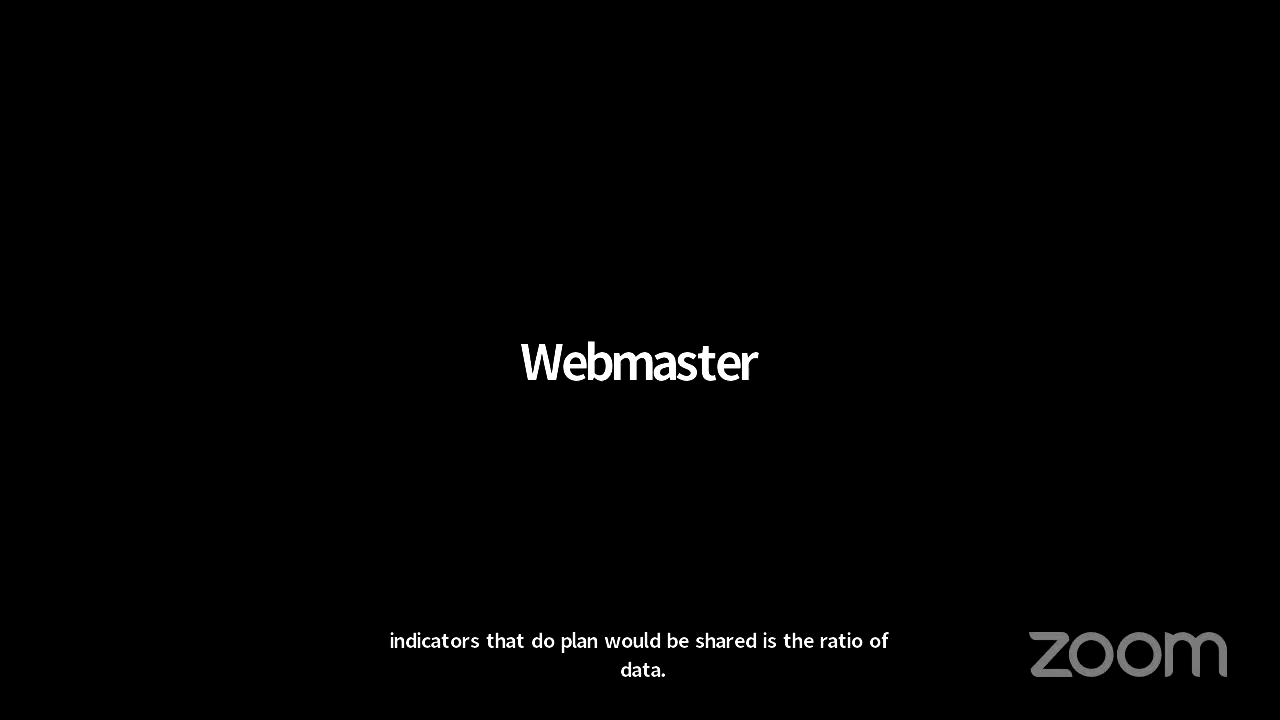 Webmaster
indicators that do plan would be shared is the ratio of
data.
zoom